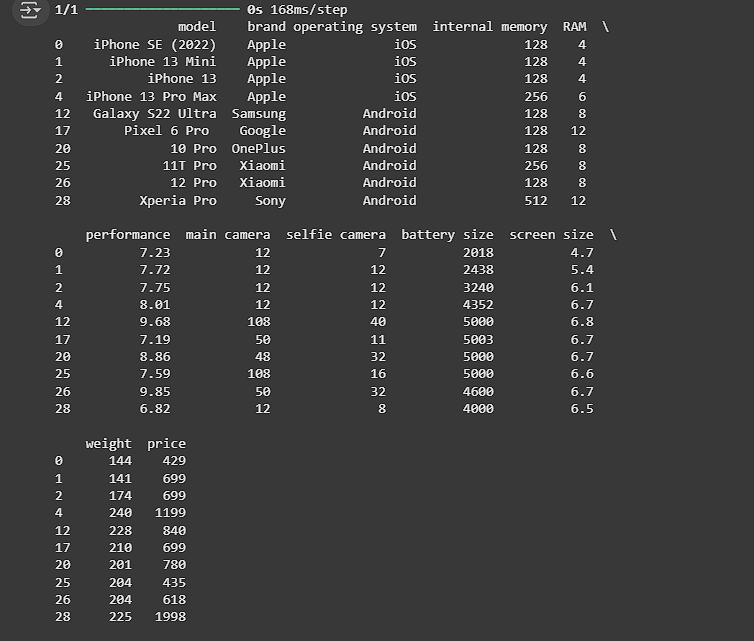 1/1 ━━━━━━━━━━━━━━━━━━━━ 0s 168ms/step
model brand operating system internal memory RAM \
0 iPhone SE (2022) Apple iOS 128 4
1 iPhone 13 Mini Apple iOS 128 4
2 iPhone 13 Apple iOS 128 4
4 iPhone 13 Pro Max Apple iOS 256 6
12 Galaxy S22 Ultra Samsung Android 128 8
17 Pixel 6 Pro Google Android 128 12
20 10 Pro OnePlus Android 128 8
25 11T Pro Xiaomi Android 256 8
26 12 Pro Xiaomi Android 128 8
28 Xperia Pro Sony Android 512 12
performance main camera selfie camera battery size screen size \
0 7.23 12 7 2018 4.7
1 7.72 12 12 2438 5.4
2 7.75 12 12 3240 6.1
4 8.01 12 12 4352 6.7
12 9.68 108 40 5000 6.8
17 7.19 50 11 5003 6.7
20 8.86 48 32 5000 6.7
25 7.59 108 16 5000 6.6
26 9.85 50 32 4600 6.7
28 6.82 12 8 4000 6.5
weight price
0 144 429
1 141 699
2 174 699
4 240 1199
12 228 840
17 210 699
20 201 780
25 204 435
26 204 618
28 225 1998